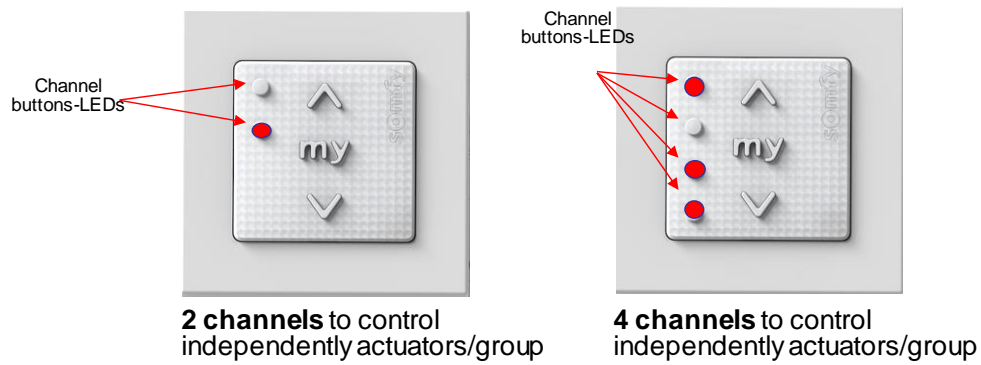 Channel
buttons-LEDs
Channel
buttons-LEDs
somfy
my
somfy
my
2 channels to control
independently actuators/group
4 channels to control
independently actuators/group